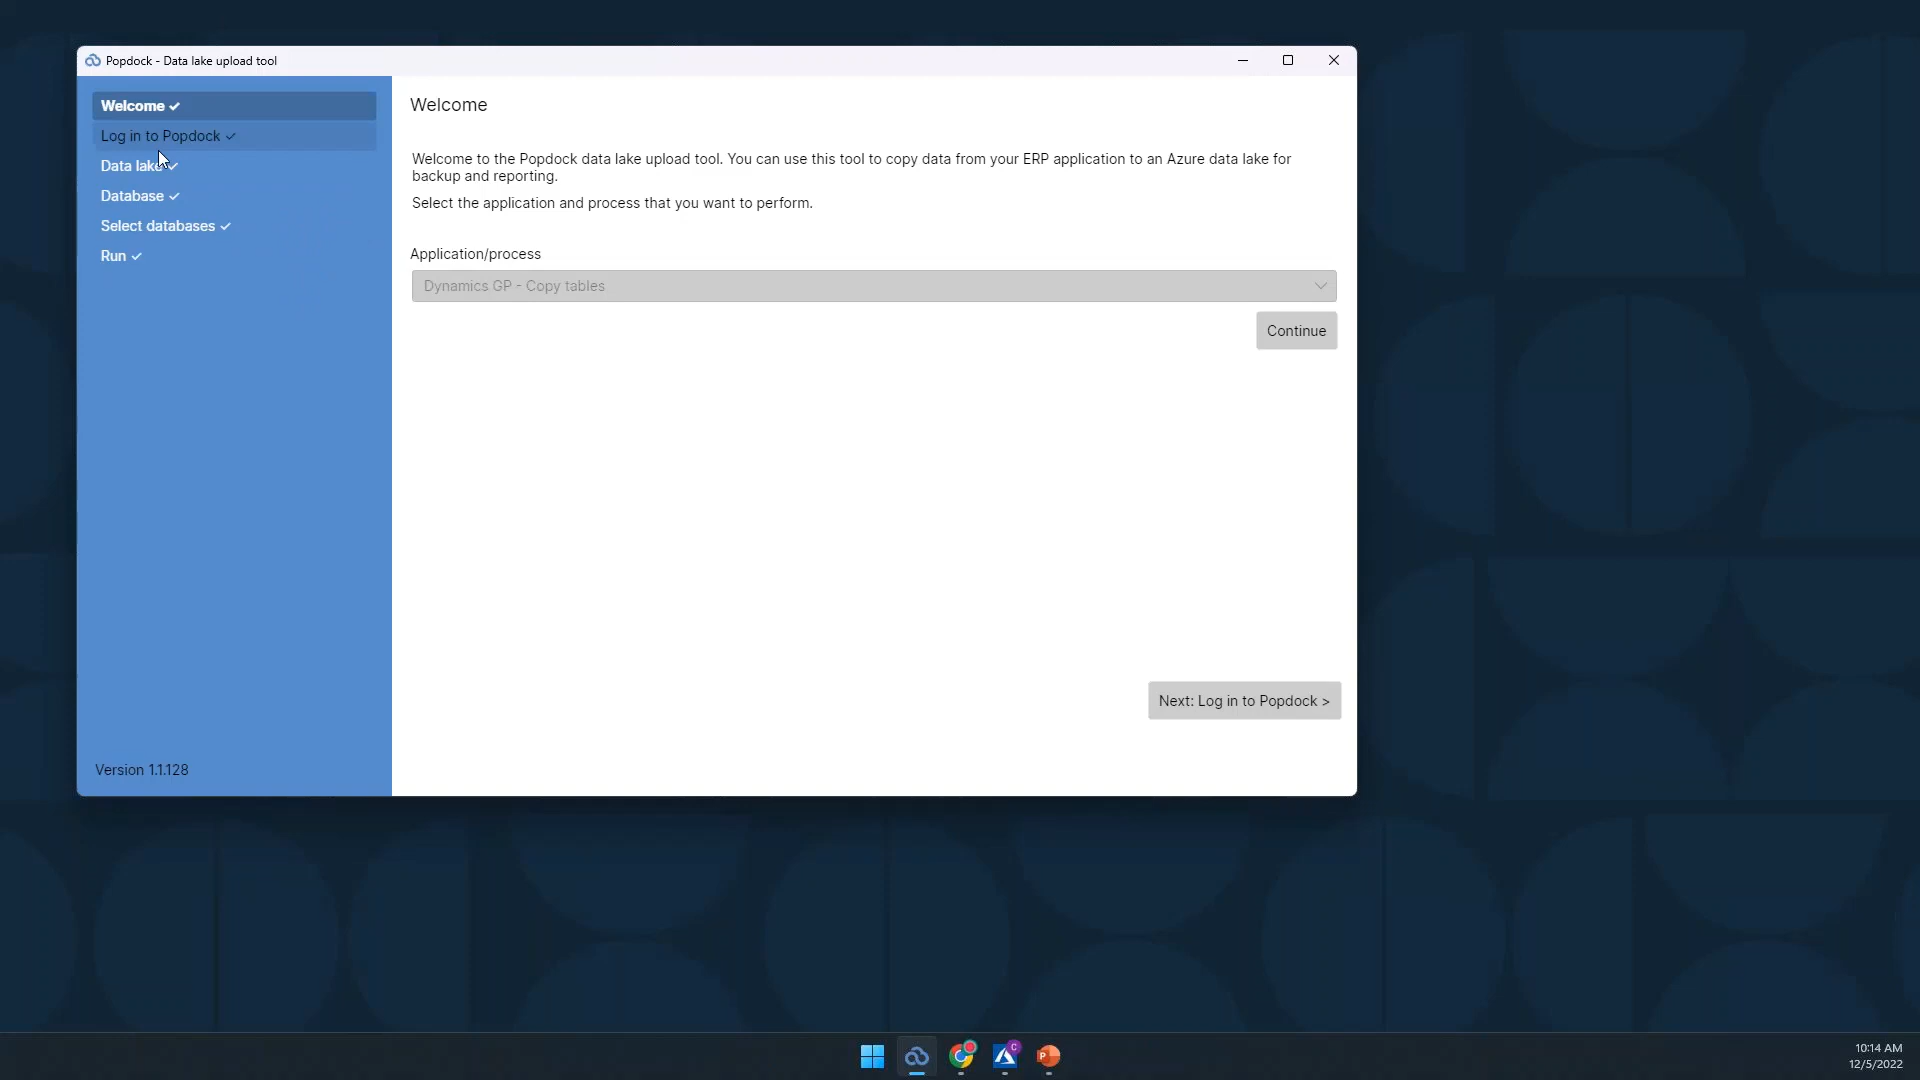 Popdock - Data lake upload tool
Welcome ✓
Log in to Popdock ✓
Data lake ✓
Database ✓
Select databases ✓
Run ✓
Version 1.1.128
Welcome
Welcome to the Popdock data lake upload tool. You can use this tool to copy data from your ERP application to an Azure data lake for
backup and reporting.
Select the application and process that you want to perform.
Application/process
Dynamics GP - Copy tables
Continue
Next: Log in to Popdock >
C
P
10:14 AM
12/5/2022